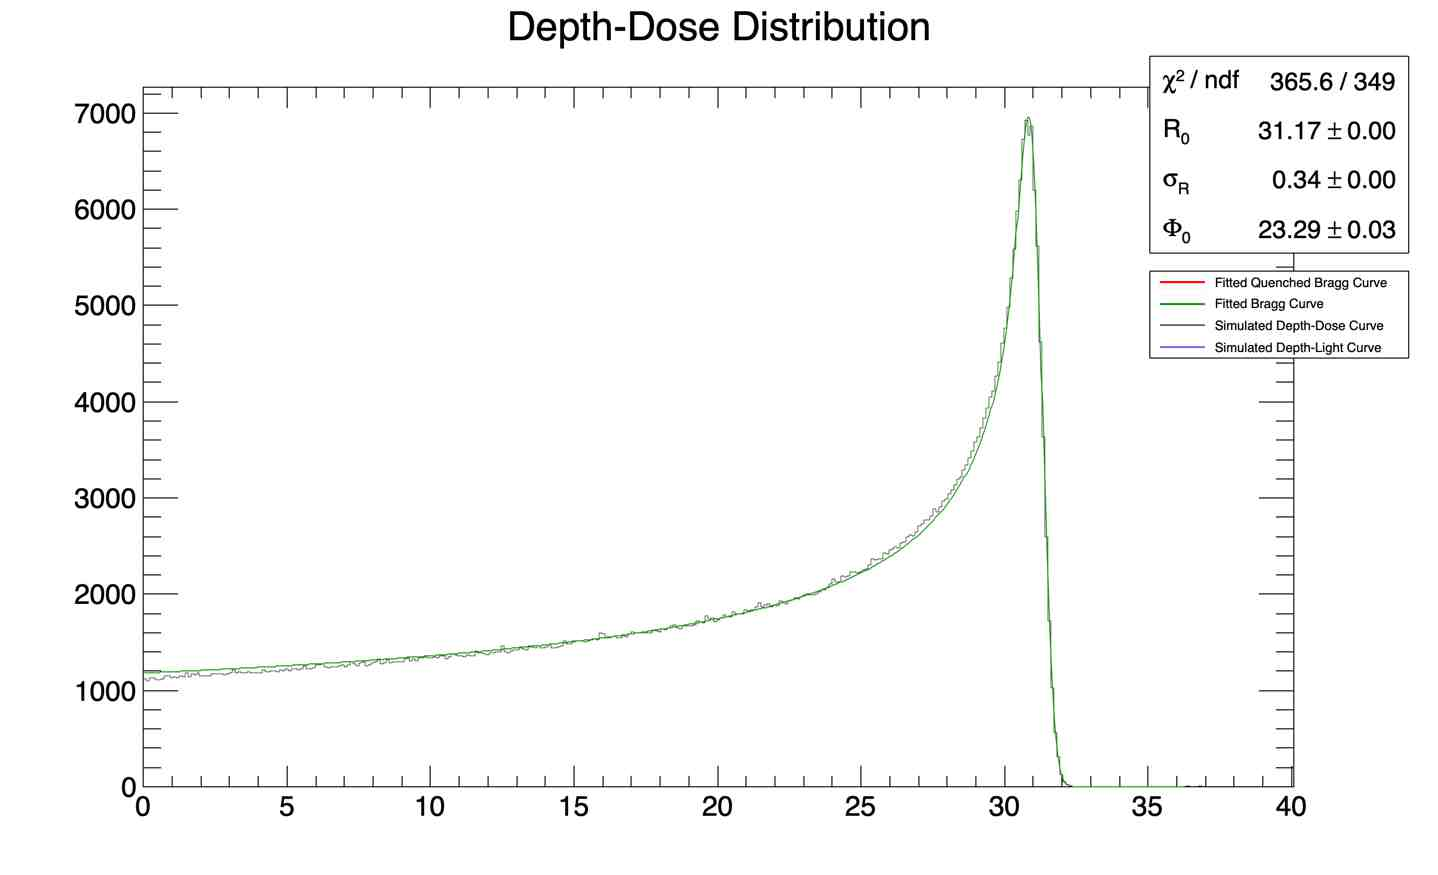 Depth-Dose Distribution
χ² / ndf 365.6 / 349
R₀ 31.17 ± 0.00
σR 0.34 ± 0.00
Φ₀ 23.29 ± 0.03
Fitted Quenched Bragg Curve
Fitted Bragg Curve
Simulated Depth-Dose Curve
Simulated Depth-Light Curve
7000
6000
5000
4000
3000
2000
1000
0
0 5 10 15 20 25 30 35 40